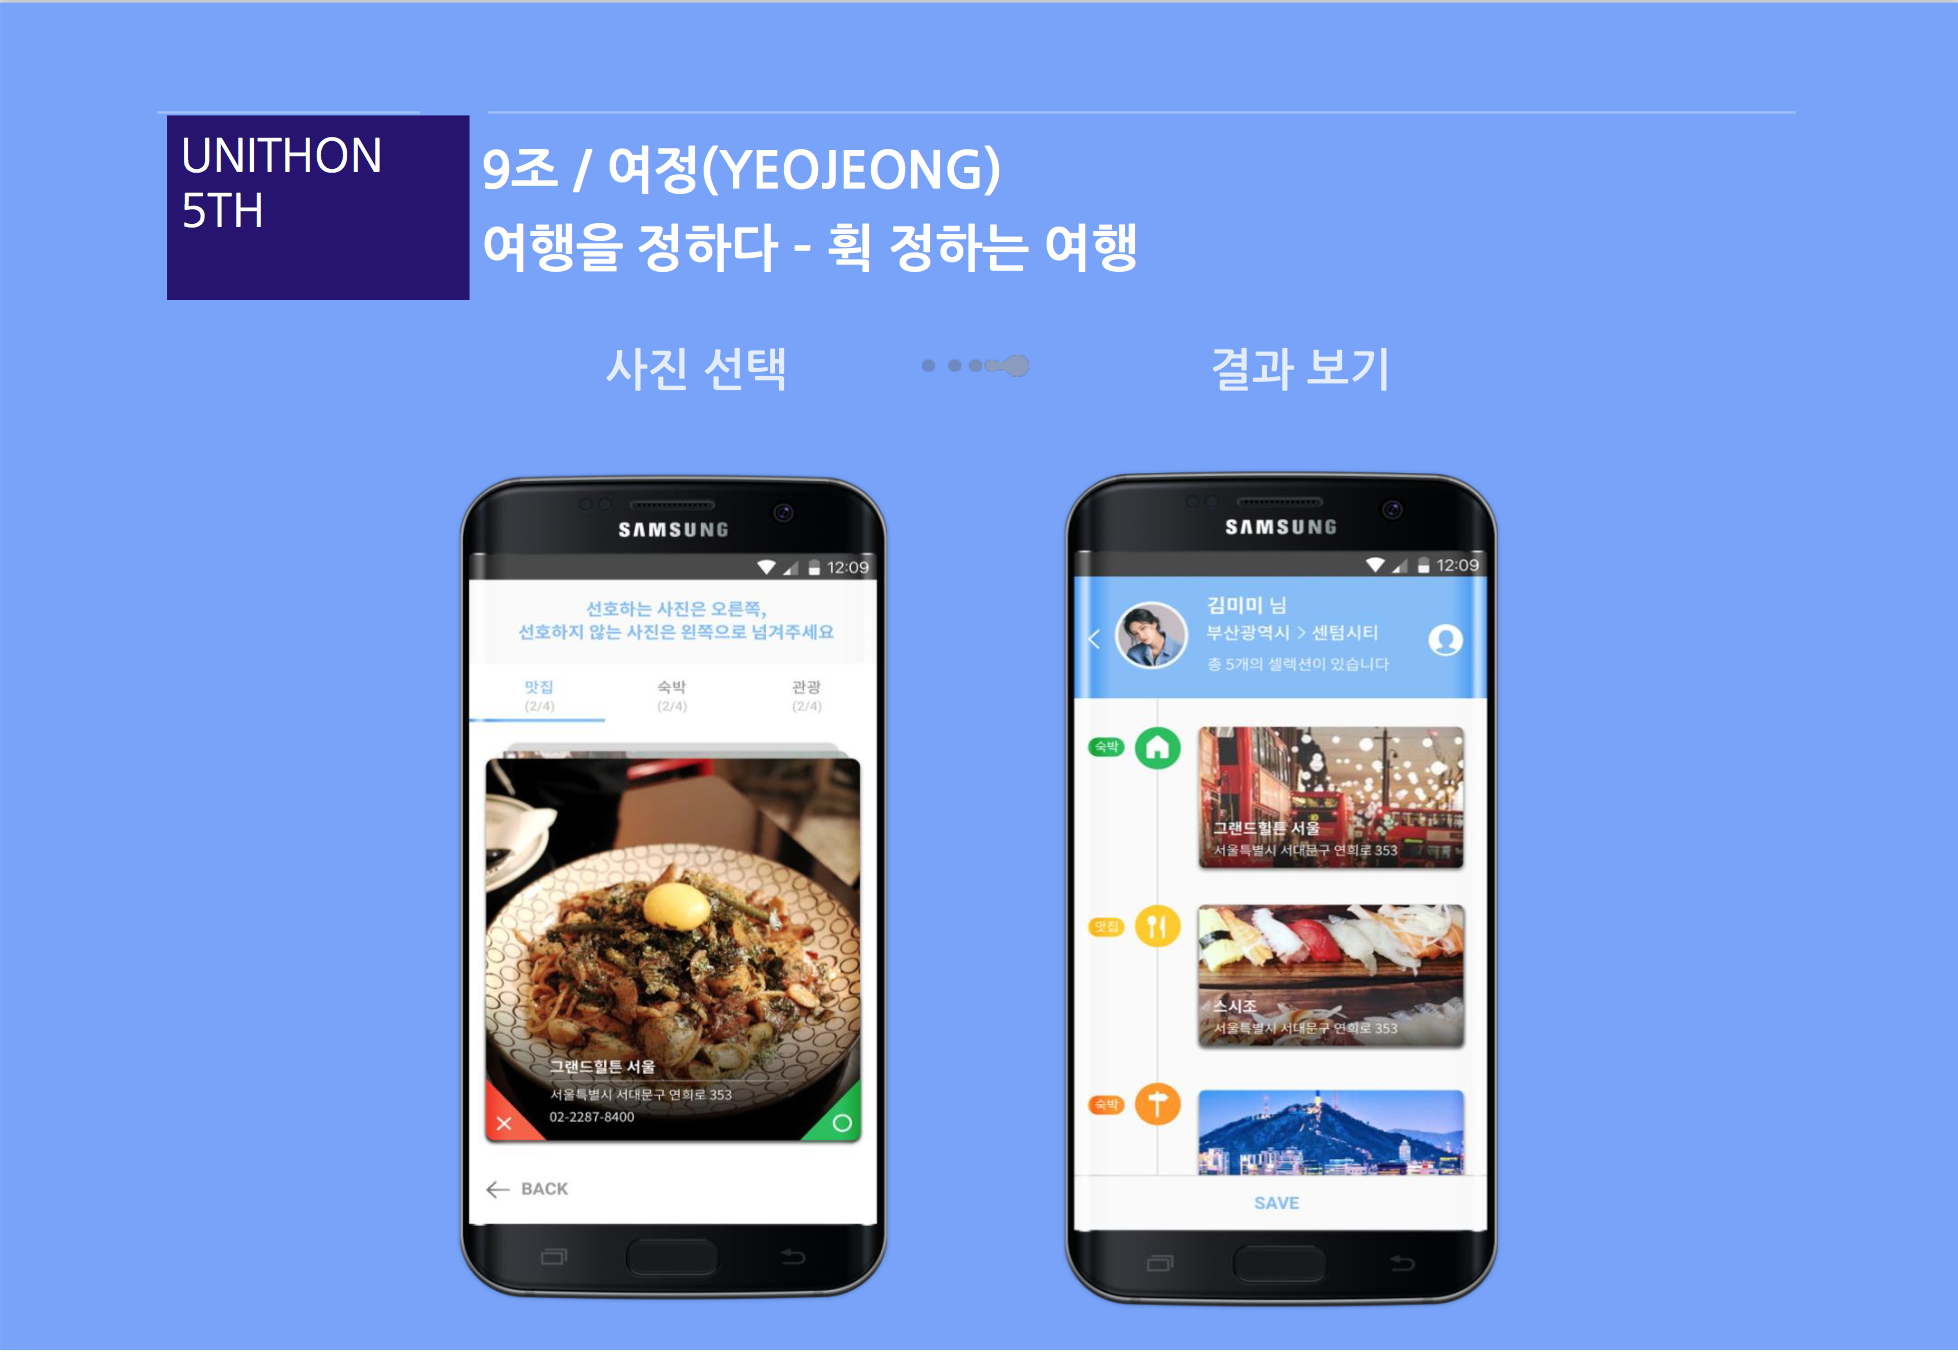 UNITHON
5TH
9조 / 여정(YEOJEONG)
여행을 정하다 - 휙 정하는 여행
사진 선택
결과 보기
SAMSUNG
12:09
선호하는 사진은 오른쪽,
선호하지 않는 사진은 왼쪽으로 넘겨주세요
맛집
(2/4)
숙박
(2/4)
관광
(2/4)
그랜드힐튼 서울
서울특별시 서대문구 연희로 353
02-2287-8400
BACK
SAMSUNG
12:09
김미미 님
부산광역시 > 센텀시티
총 5개의 셀렉션이 있습니다
숙박
그랜드힐튼 서울
서울특별시 서대문구 연희로 353
맛집
스시조
서울특별시 서대문구 연희로 353
숙박
SAVE